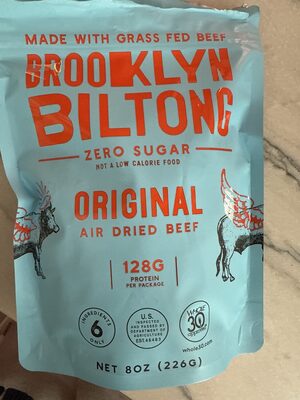 MADE WITH GRASS FED BEEF
BROOKLYN
BILTONG
ZERO SUGAR
NOT A LOW CALORIE FOOD
ORIGINAL
AIR DRIED BEEF
128G
PROTEIN
PER PACKAGE
INGREDIENTS
6
ONLY
U.S.
INSPECTED
AND PASSED BY
DEPARTMENT OF
AGRICULTURE
EST.45483
WHOLE
30
APPROVED
whole30.com
NET 8OZ (226G)